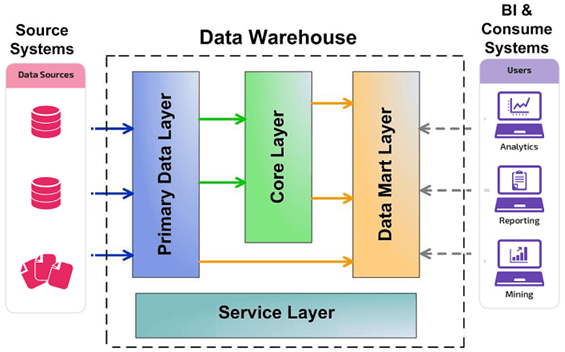 Source
Systems
Data Sources
Data Warehouse
Primary Data Layer
Core Layer
Data Mart Layer
Service Layer
BI &
Consume
Systems
Users
Analytics
Reporting
Mining